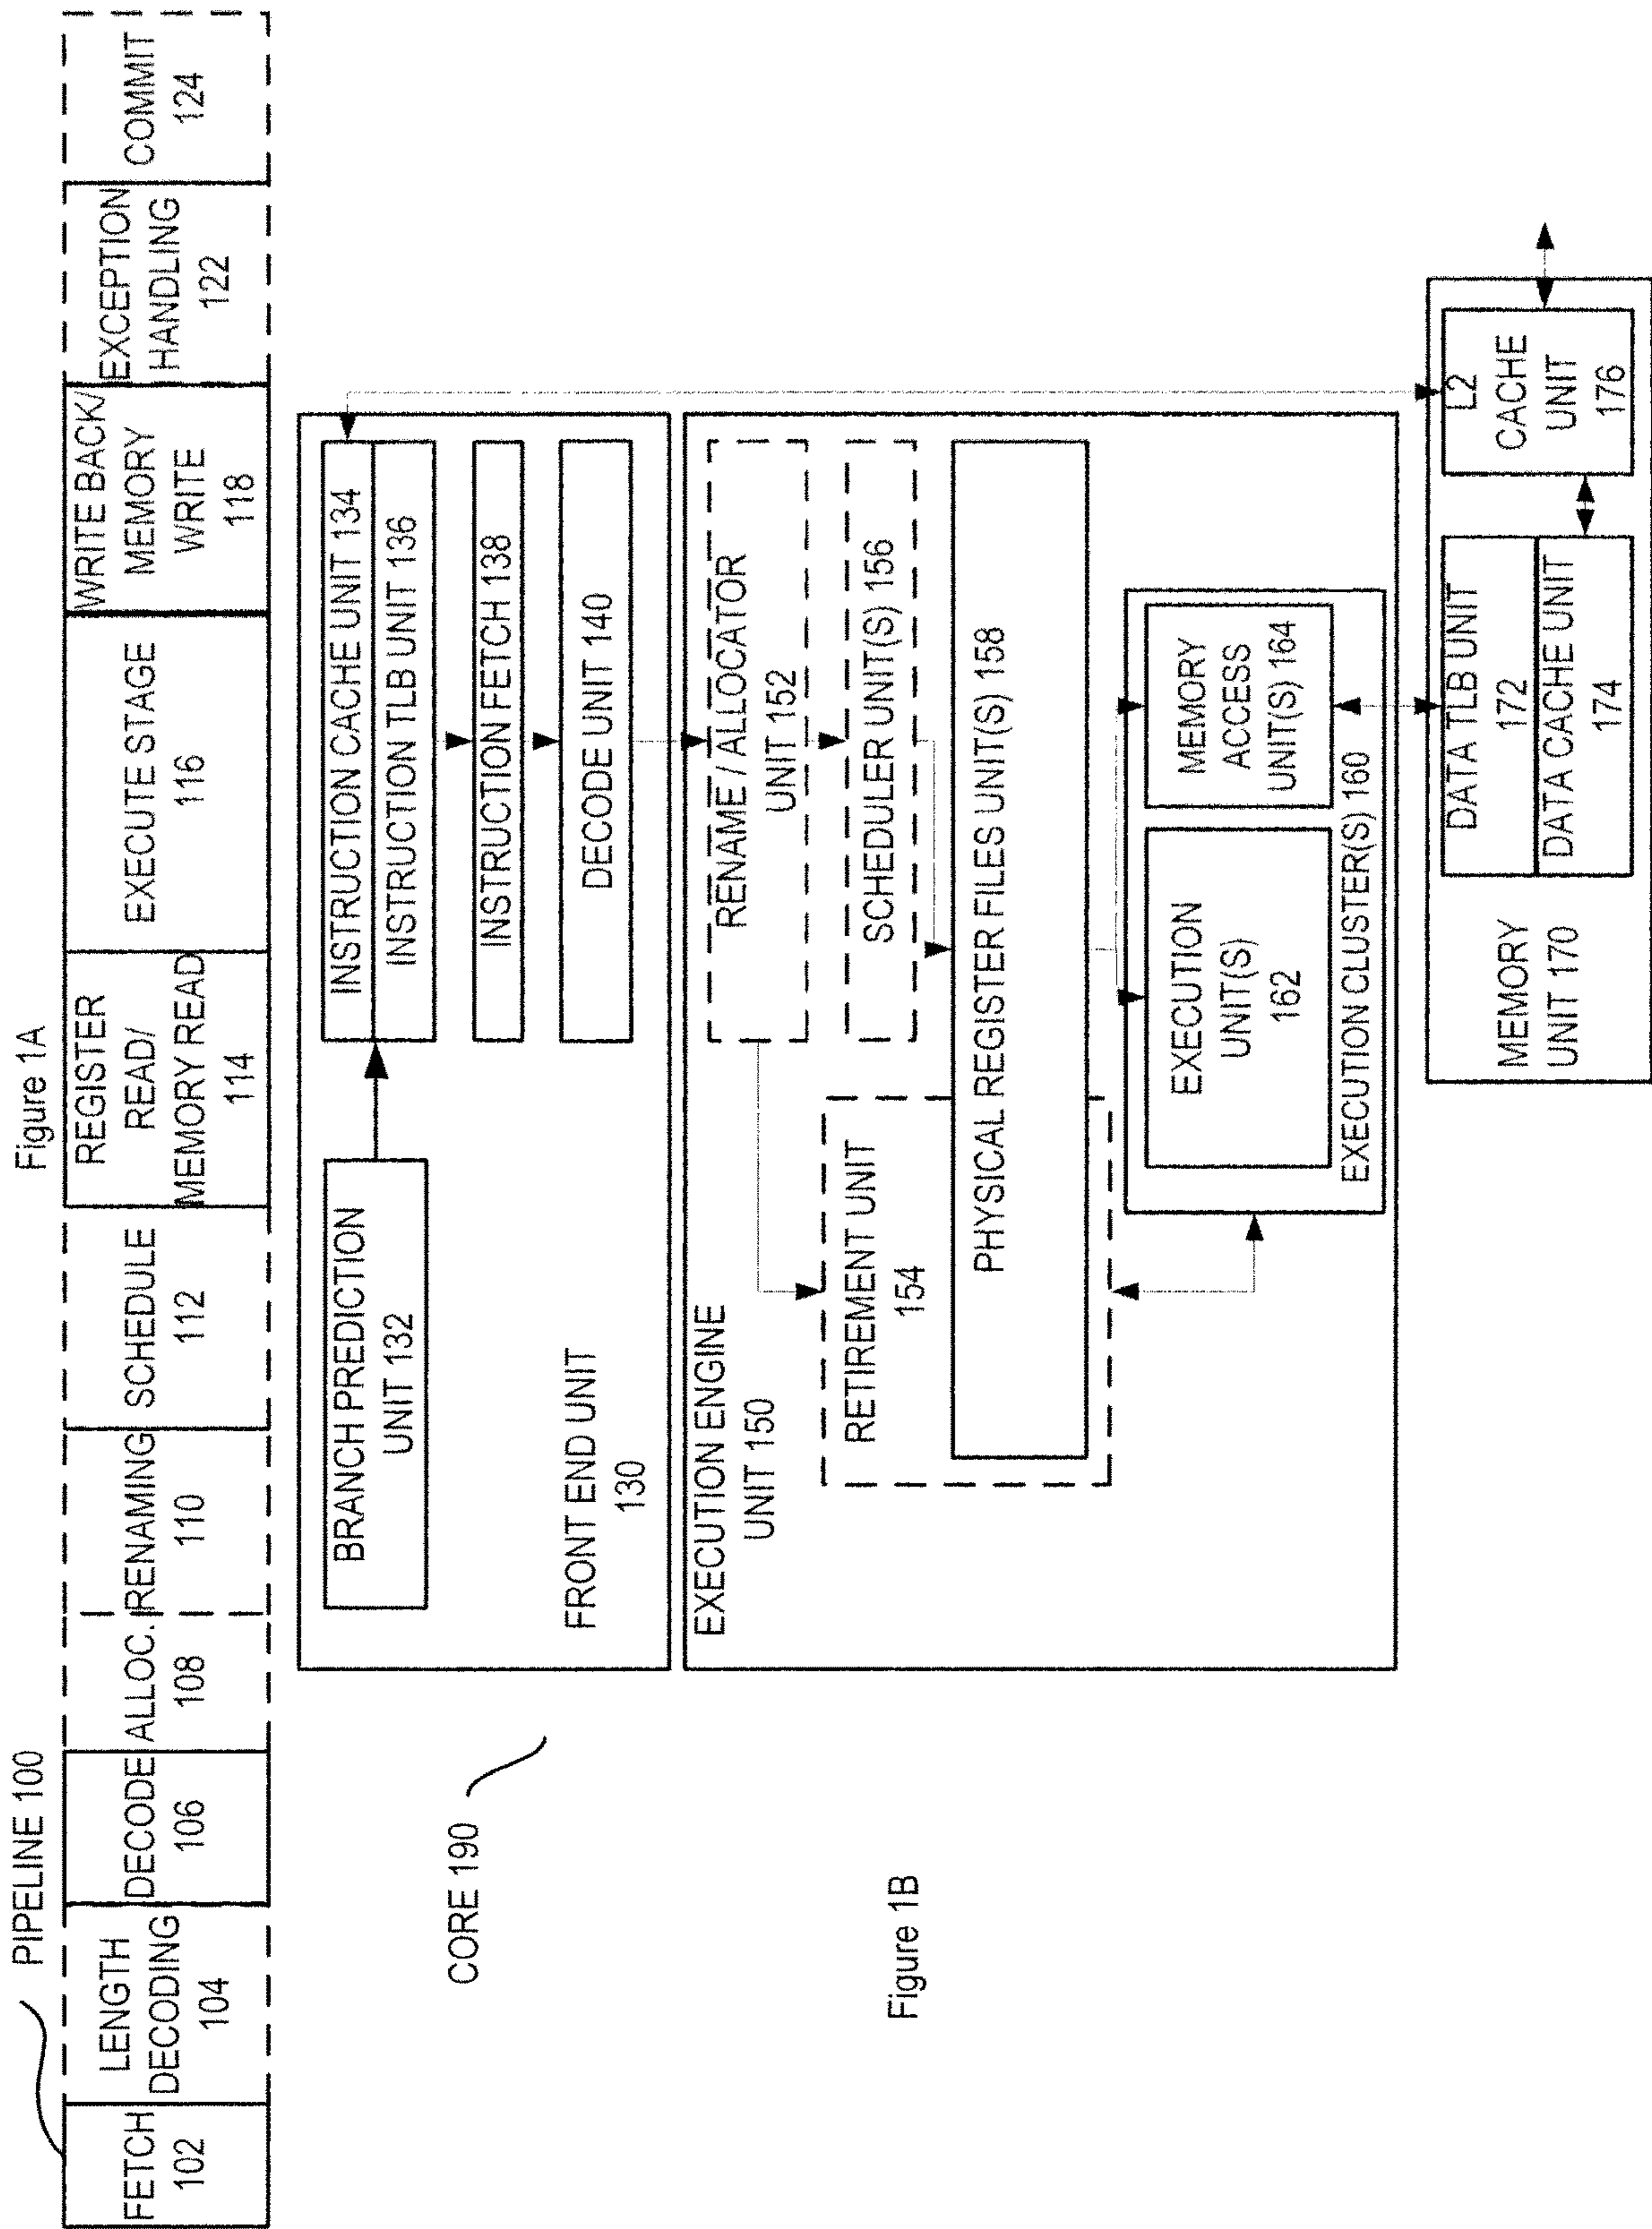 PIPELINE 100
Figure 1A
FETCH
102
LENGTH
DECODING
104
DECODE
106
ALLOC.
108
RENAMING
110
SCHEDULE
112
REGISTER
READ/
MEMORY READ
114
EXECUTE STAGE
116
WRITE BACK/
MEMORY
WRITE
118
EXCEPTION
HANDLING
122
COMMIT
124
CORE 190
BRANCH PREDICTION
UNIT 132
INSTRUCTION CACHE UNIT 134
INSTRUCTION TLB UNIT 136
INSTRUCTION FETCH 138
DECODE UNIT 140
FRONT END UNIT
130
EXECUTION ENGINE
UNIT 150
RENAME / ALLOCATOR
UNIT 152
SCHEDULER UNIT(S) 156
RETIREMENT UNIT
154
PHYSICAL REGISTER FILES UNIT(S) 158
EXECUTION
UNIT(S)
162
MEMORY
ACCESS
UNIT(S) 164
EXECUTION CLUSTER(S) 160
MEMORY
UNIT 170
DATA TLB UNIT
172
DATA CACHE UNIT
174
L2
CACHE
UNIT
176
Figure 1B